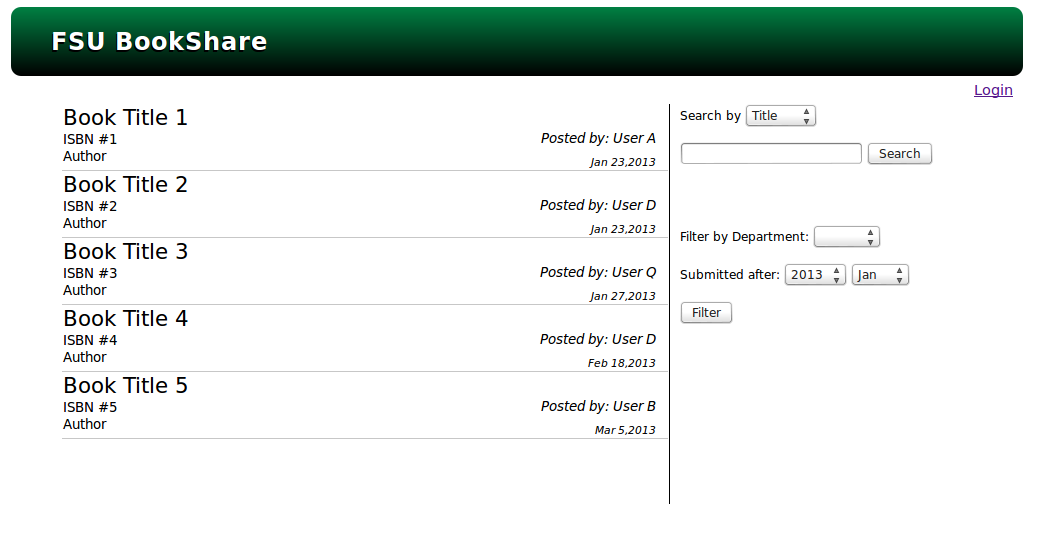 FSU BookShare
Login
Book Title 1
ISBN #1
Author
Posted by: User A
Jan 23,2013
Book Title 2
ISBN #2
Author
Posted by: User D
Jan 23,2013
Book Title 3
ISBN #3
Author
Posted by: User Q
Jan 27,2013
Book Title 4
ISBN #4
Author
Posted by: User D
Feb 18,2013
Book Title 5
ISBN #5
Author
Posted by: User B
Mar 5,2013
Search by Title
Search
Filter by Department:
Submitted after: 2013 Jan
Filter